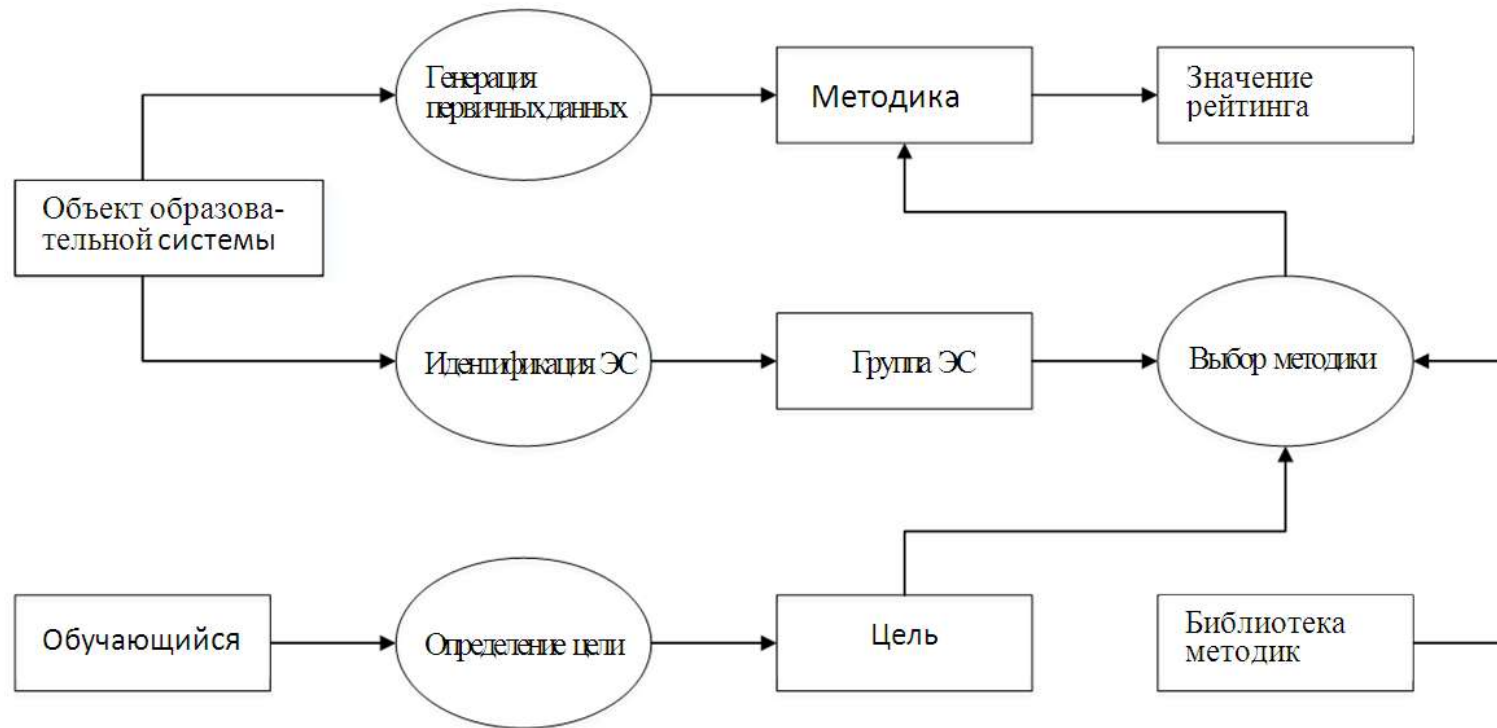 Генерация
первичных данных
Методика
Значение
рейтинга
Объект образова-
тельной системы
Идентификация ЭС
Группа ЭС
Выбор методики
Обучающийся
Определение цели
Цель
Библиотека
методик